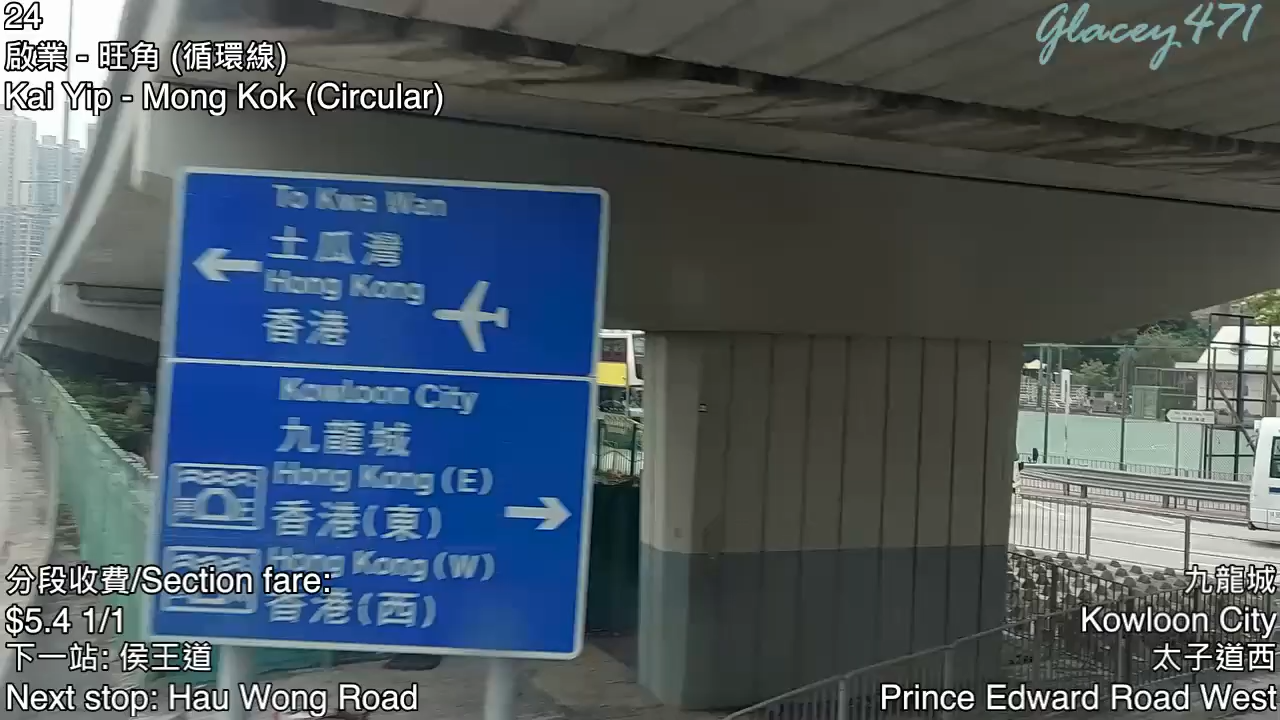 24
啟業 - 旺角 (循環線)
Kai Yip - Mong Kok (Circular)
Glacey471
To Kwa Wan
土瓜灣
Hong Kong
香港
Kowloon City
九龍城
Hong Kong (E)
香港(東)
Hong Kong (W)
香港(西)
分段收費/Section fare:
$5.4 1/1
下一站: 侯王道
Next stop: Hau Wong Road
九龍城
Kowloon City
太子道西
Prince Edward Road West